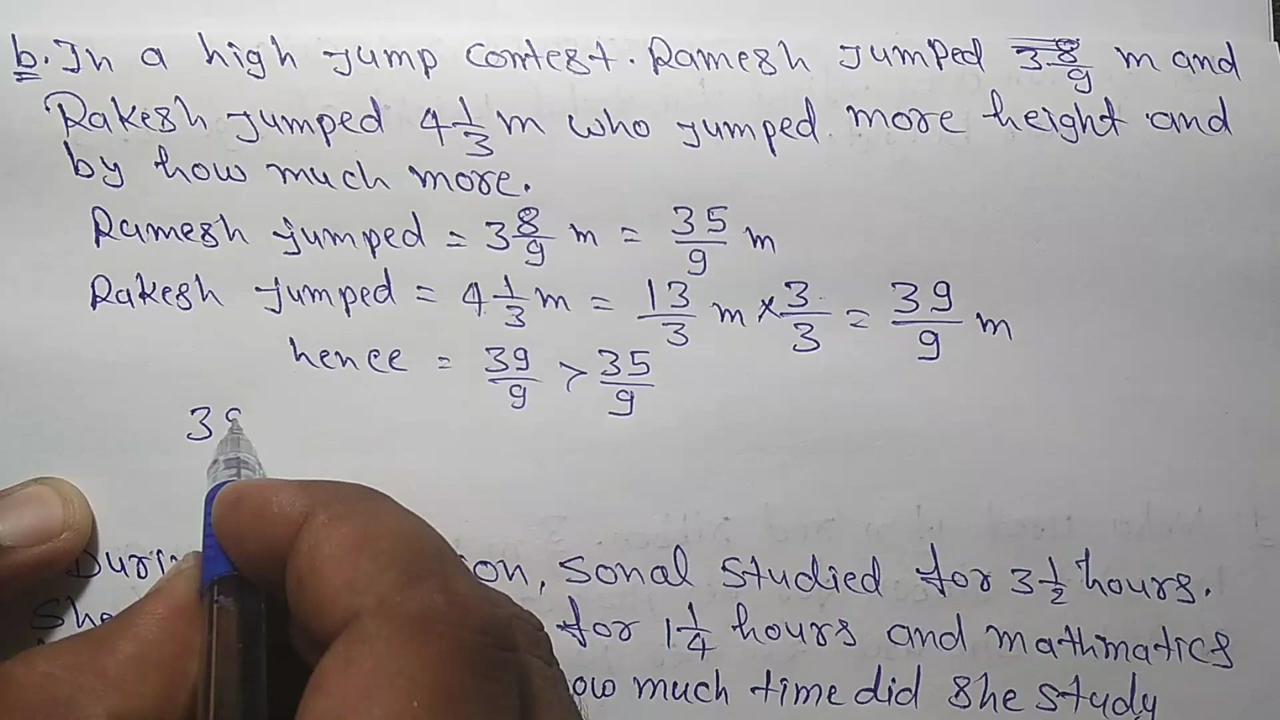 b. In a high jump contest. Ramesh jumped 3 8/9 m and
Rakesh jumped 4 1/3 m who jumped more height and
by how much more.
Ramesh jumped = 3 8/9 m = 35/9 m
Rakesh jumped = 4 1/3 m = 13/3 m × 3/3 = 39/9 m
hence = 39/9 > 35/9
39
on, Sonal studied for 3 1/2 hours.
She for 1 1/4 hours and mathmatics
ow much time did she study